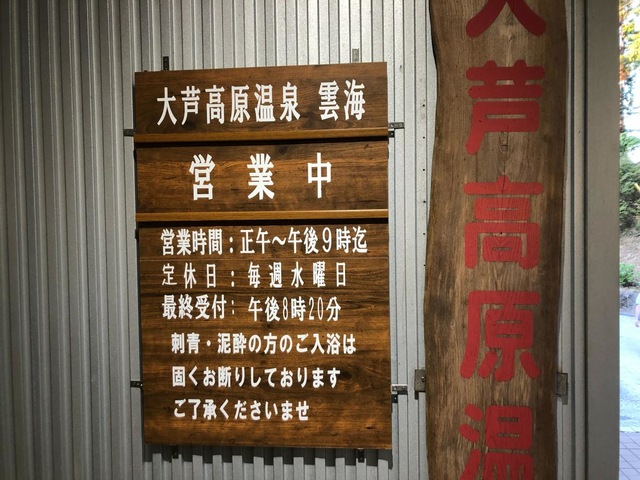 大芦高原温泉 雲海
営業中
営業時間：正午～午後9時迄
定休日：毎週水曜日
最終受付：午後8時20分
刺青・泥酔の方のご入浴は
固くお断りしております
ご了承くださいませ
大芦高原温